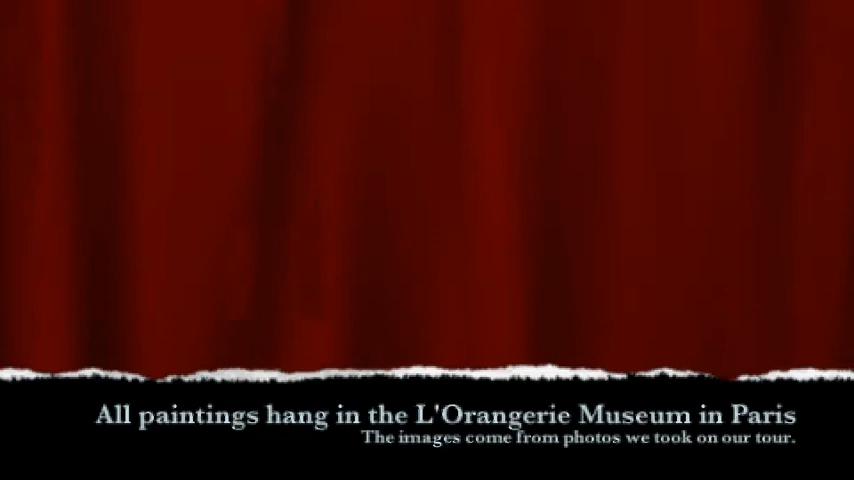 All paintings hang in the L'Orangerie Museum in Paris
The images come from photos we took on our tour.